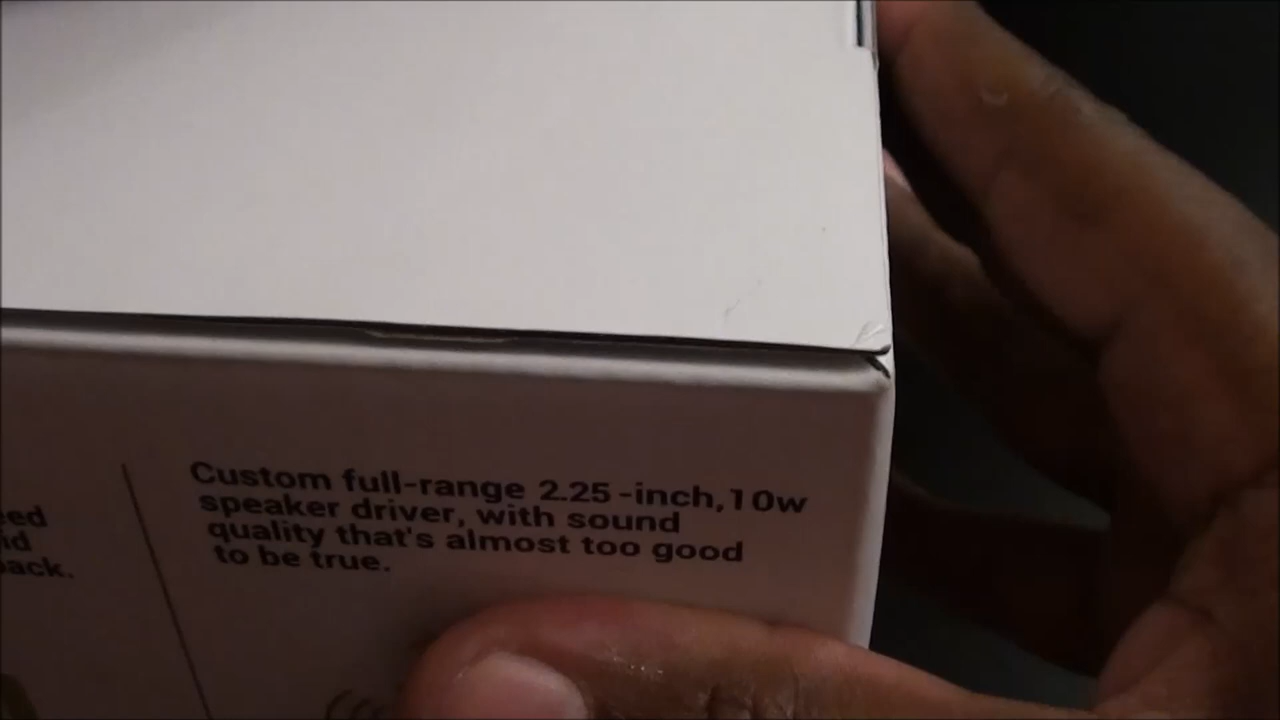 Custom full-range 2.25-inch,10w
speaker driver, with sound
quality that's almost too good
to be true.